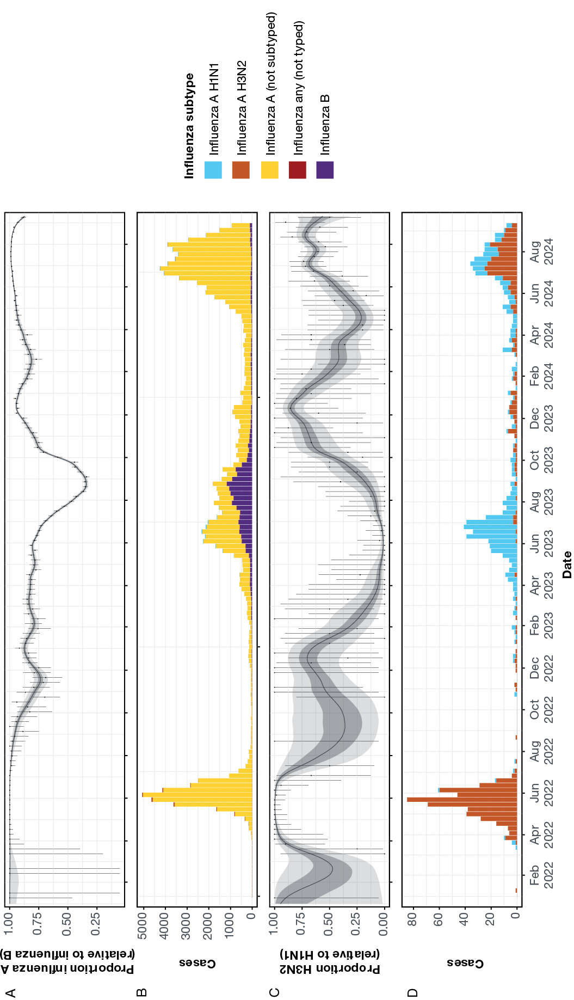 A
Proportion influenza A
(relative to influenza B)
1.00
0.75
0.50
0.25
B
Cases
5000
4000
3000
2000
1000
0
C
Proportion H3N2
(relative to H1N1)
1.00
0.75
0.50
0.25
0.00
D
Cases
80
60
40
20
0
Feb
2022
Apr
2022
Jun
2022
Aug
2022
Oct
2022
Dec
2022
Feb
2023
Apr
2023
Jun
2023
Aug
2023
Oct
2023
Dec
2023
Feb
2024
Apr
2024
Jun
2024
Aug
2024
Date
Influenza subtype
Influenza A H1N1
Influenza A H3N2
Influenza A (not subtyped)
Influenza any (not typed)
Influenza B